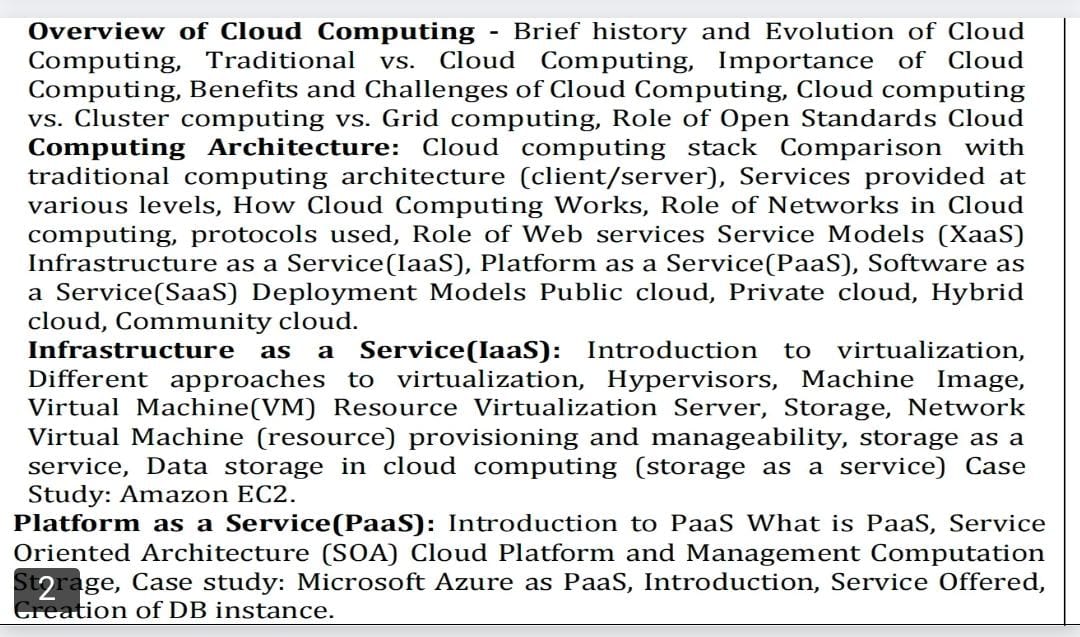 Overview of Cloud Computing - Brief history and Evolution of Cloud
Computing, Traditional vs. Cloud Computing, Importance of Cloud
Computing, Benefits and Challenges of Cloud Computing, Cloud computing
vs. Cluster computing vs. Grid computing, Role of Open Standards Cloud
Computing Architecture: Cloud computing stack Comparison with
traditional computing architecture (client/server), Services provided at
various levels, How Cloud Computing Works, Role of Networks in Cloud
computing, protocols used, Role of Web services Service Models (XaaS)
Infrastructure as a Service(IaaS), Platform as a Service(PaaS), Software as
a Service(SaaS) Deployment Models Public cloud, Private cloud, Hybrid
cloud, Community cloud.
Infrastructure as a Service(IaaS): Introduction to virtualization,
Different approaches to virtualization, Hypervisors, Machine Image,
Virtual Machine(VM) Resource Virtualization Server, Storage, Network
Virtual Machine (resource) provisioning and manageability, storage as a
service, Data storage in cloud computing (storage as a service) Case
Study: Amazon EC2.
Platform as a Service(PaaS): Introduction to PaaS What is PaaS, Service
Oriented Architecture (SOA) Cloud Platform and Management Computation
Storage, Case study: Microsoft Azure as PaaS, Introduction, Service Offered,
2
Creation of DB instance.